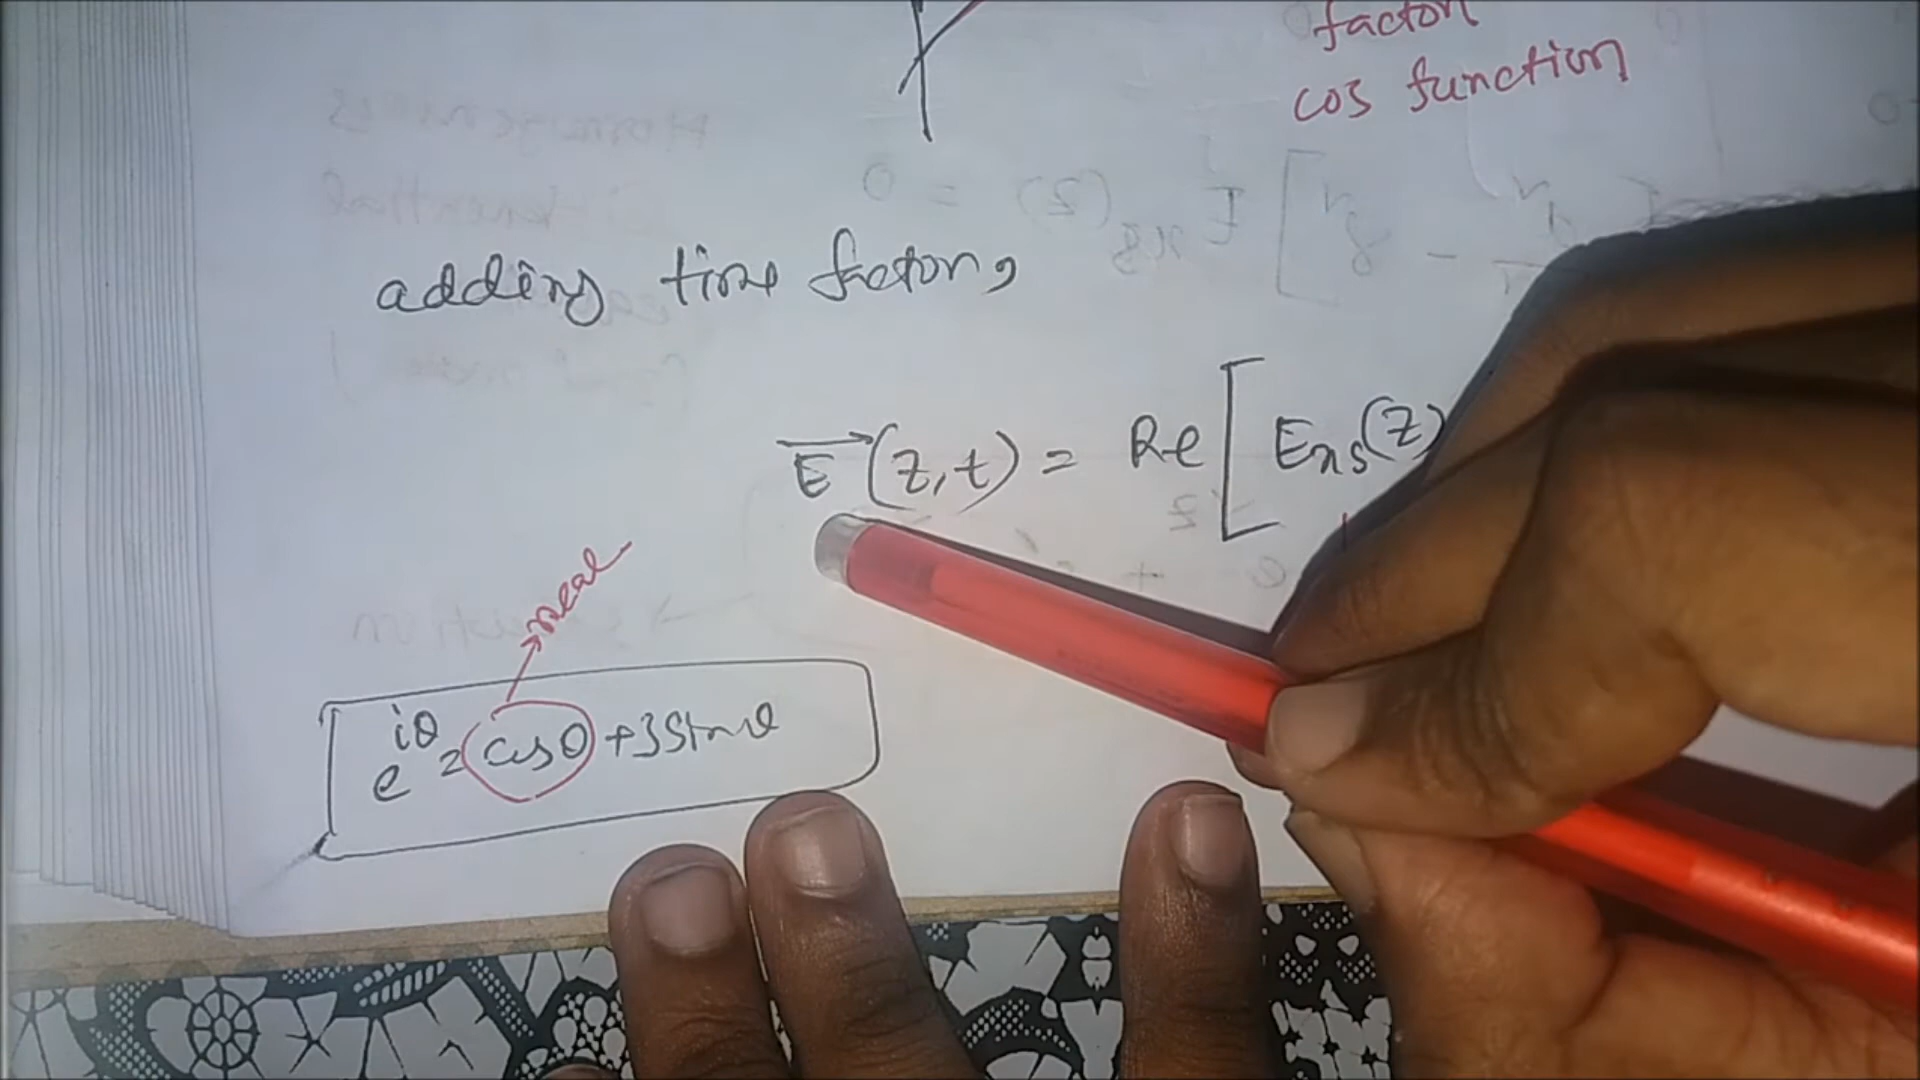 factor
cos function
adding time factor,
E (z,t) = Re [ Exs(z)
real
e^iθ = cosθ + j sinθ